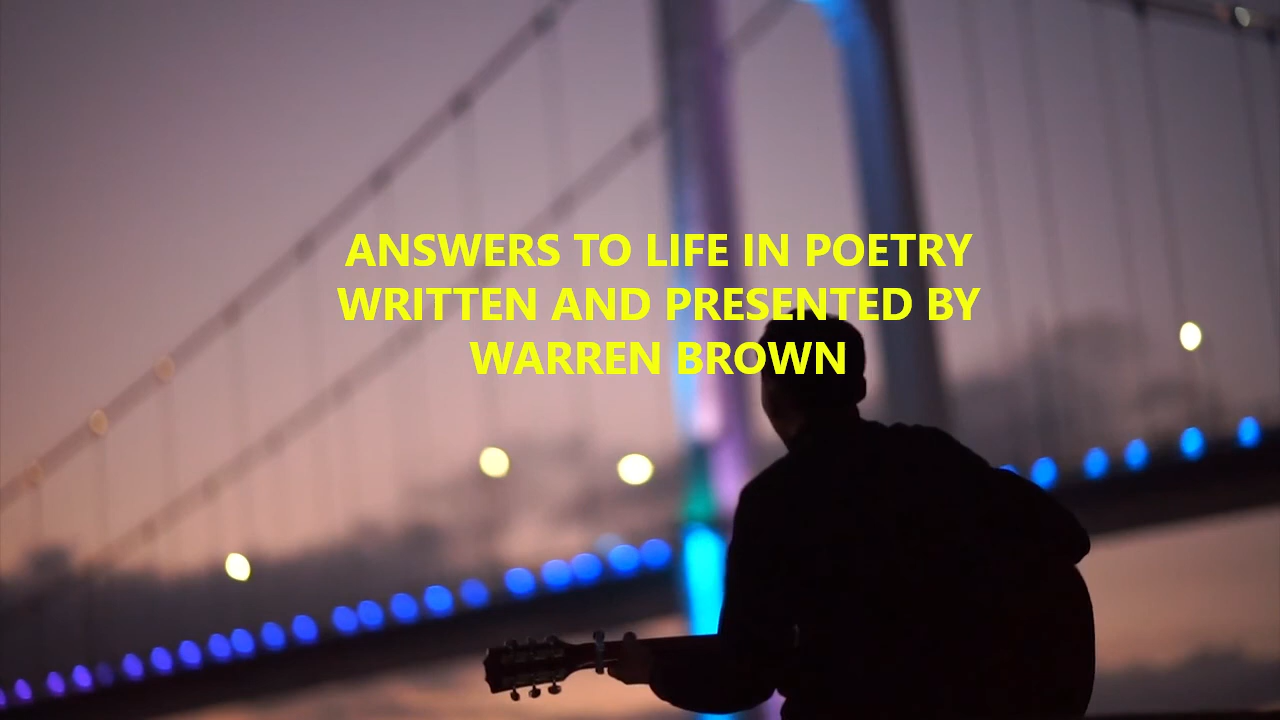 ANSWERS TO LIFE IN POETRY
WRITTEN AND PRESENTED BY
WARREN BROWN